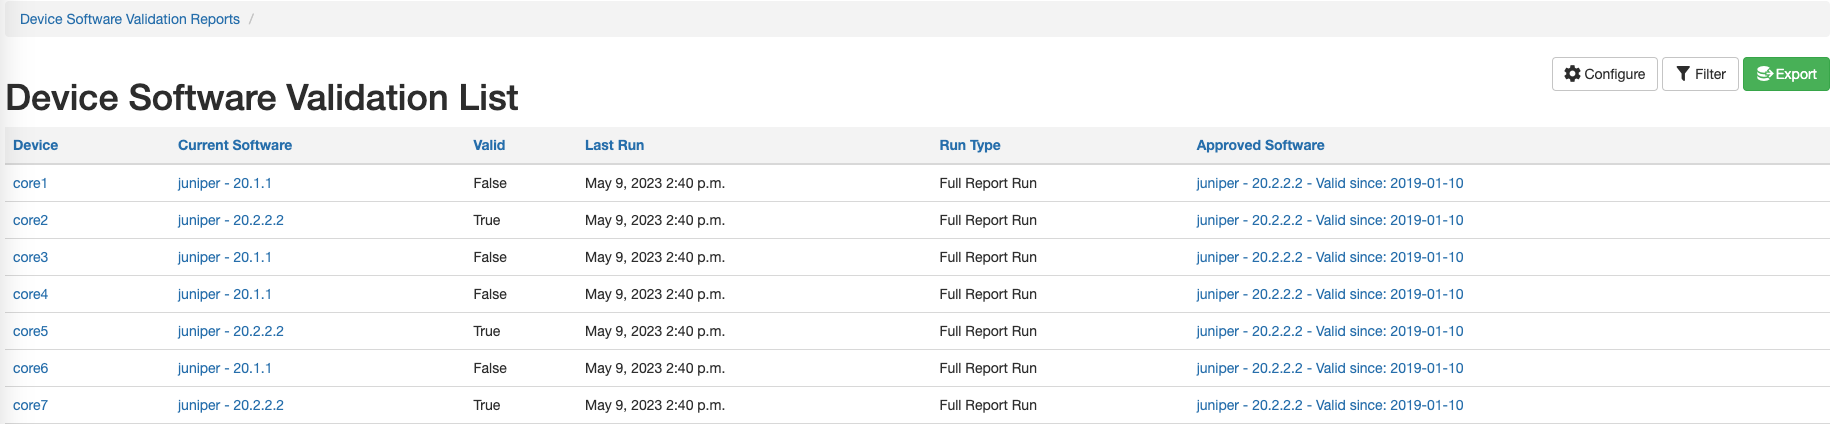 Device Software Validation Reports /
Configure Filter Export
Device Software Validation List
Device Current Software Valid Last Run Run Type Approved Software
core1 juniper - 20.1.1 False May 9, 2023 2:40 p.m. Full Report Run juniper - 20.2.2.2 - Valid since: 2019-01-10
core2 juniper - 20.2.2.2 True May 9, 2023 2:40 p.m. Full Report Run juniper - 20.2.2.2 - Valid since: 2019-01-10
core3 juniper - 20.1.1 False May 9, 2023 2:40 p.m. Full Report Run juniper - 20.2.2.2 - Valid since: 2019-01-10
core4 juniper - 20.1.1 False May 9, 2023 2:40 p.m. Full Report Run juniper - 20.2.2.2 - Valid since: 2019-01-10
core5 juniper - 20.2.2.2 True May 9, 2023 2:40 p.m. Full Report Run juniper - 20.2.2.2 - Valid since: 2019-01-10
core6 juniper - 20.1.1 False May 9, 2023 2:40 p.m. Full Report Run juniper - 20.2.2.2 - Valid since: 2019-01-10
core7 juniper - 20.2.2.2 True May 9, 2023 2:40 p.m. Full Report Run juniper - 20.2.2.2 - Valid since: 2019-01-10